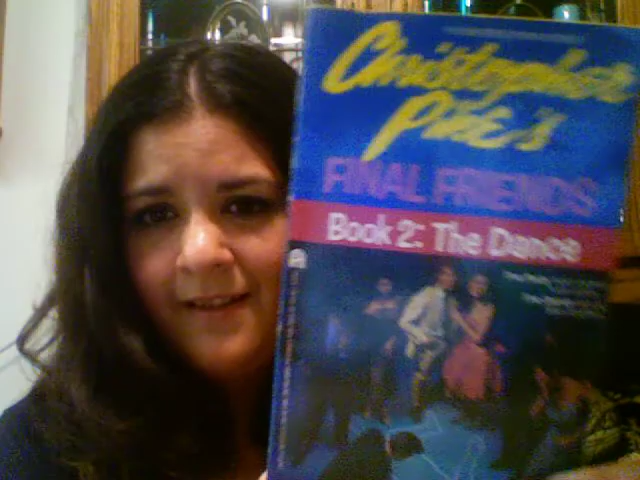 Christopher
Pike's
FINAL FRIENDS
Book 2: The Dance